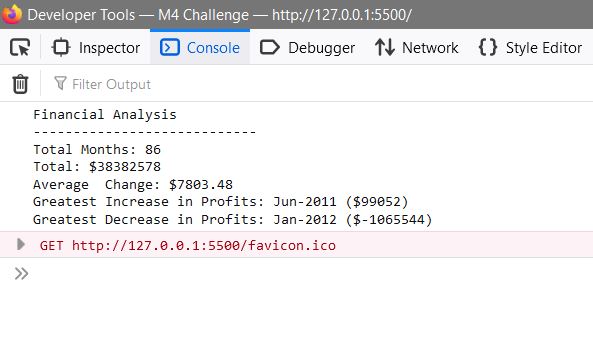 Developer Tools — M4 Challenge — http://127.0.0.1:5500/
Inspector Console Debugger Network {} Style Editor
Filter Output
Financial Analysis
----------------------------
Total Months: 86
Total: $38382578
Average  Change: $7803.48
Greatest Increase in Profits: Jun-2011 ($99052)
Greatest Decrease in Profits: Jan-2012 ($-1065544)
GET http://127.0.0.1:5500/favicon.ico